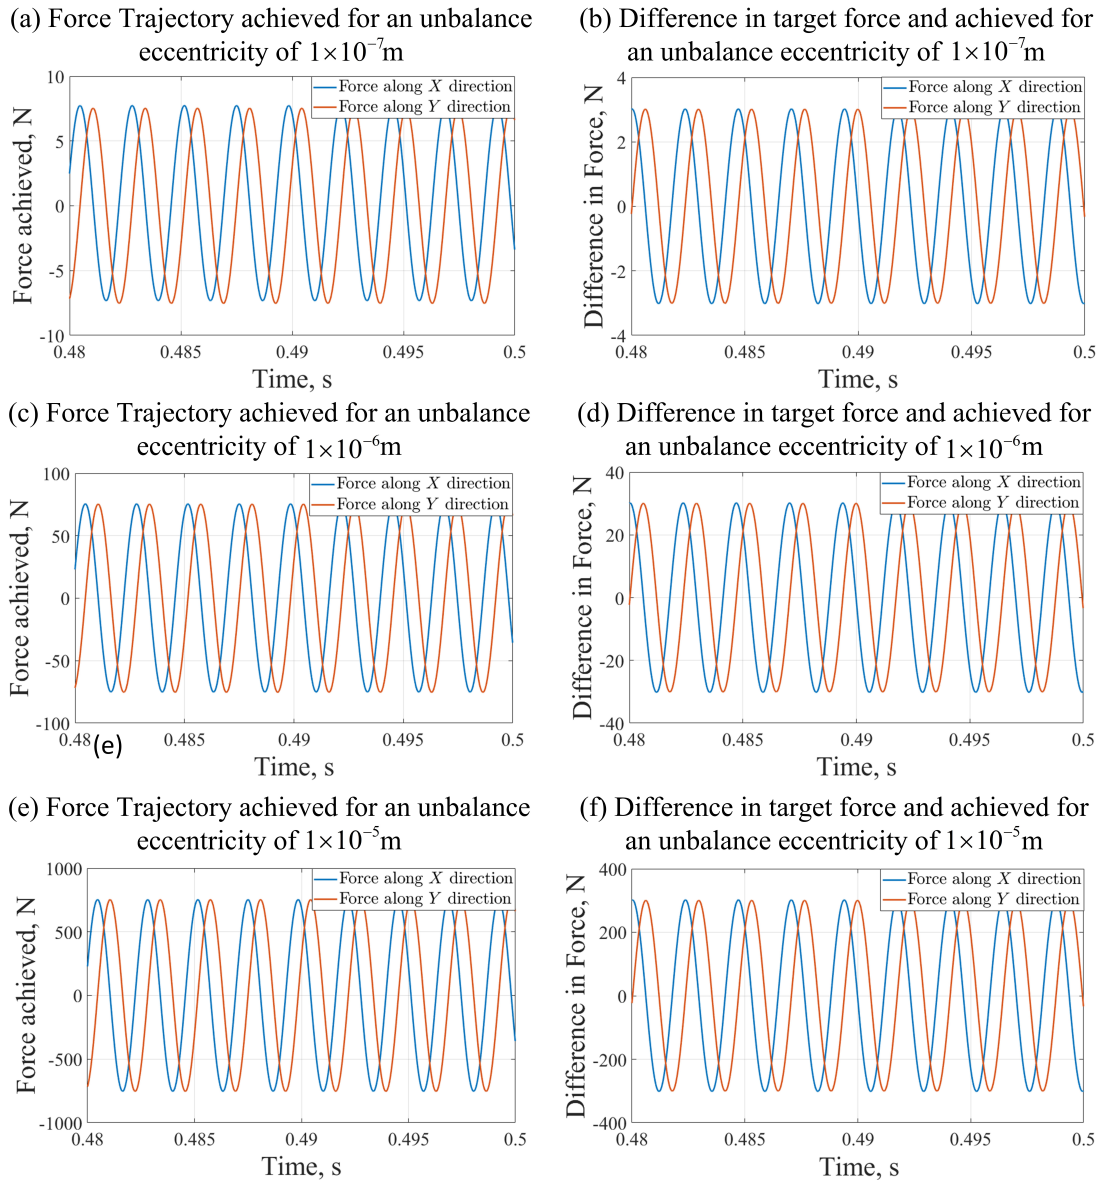 (a) Force Trajectory achieved for an unbalance
eccentricity of 1×10⁻⁷m
10
5
0
-5
-10
Force achieved, N
Force along X direction
Force along Y direction
0.48
0.485
0.49
0.495
0.5
Time, s
(b) Difference in target force and achieved for
an unbalance eccentricity of 1×10⁻⁷m
4
2
0
-2
-4
Difference in Force, N
Force along X direction
Force along Y direction
0.48
0.485
0.49
0.495
0.5
Time, s
(c) Force Trajectory achieved for an unbalance
eccentricity of 1×10⁻⁶m
100
50
0
-50
-100
Force achieved, N
Force along X direction
Force along Y direction
0.48
(e)
0.485
0.49
0.495
0.5
Time, s
(d) Difference in target force and achieved for
an unbalance eccentricity of 1×10⁻⁶m
40
20
0
-20
-40
Difference in Force, N
Force along X direction
Force along Y direction
0.48
0.485
0.49
0.495
0.5
Time, s
(e) Force Trajectory achieved for an unbalance
eccentricity of 1×10⁻⁵m
1000
500
0
-500
-1000
Force achieved, N
Force along X direction
Force along Y direction
0.48
0.485
0.49
0.495
0.5
Time, s
(f) Difference in target force and achieved for
an unbalance eccentricity of 1×10⁻⁵m
400
200
0
-200
-400
Difference in Force, N
Force along X direction
Force along Y direction
0.48
0.485
0.49
0.495
0.5
Time, s